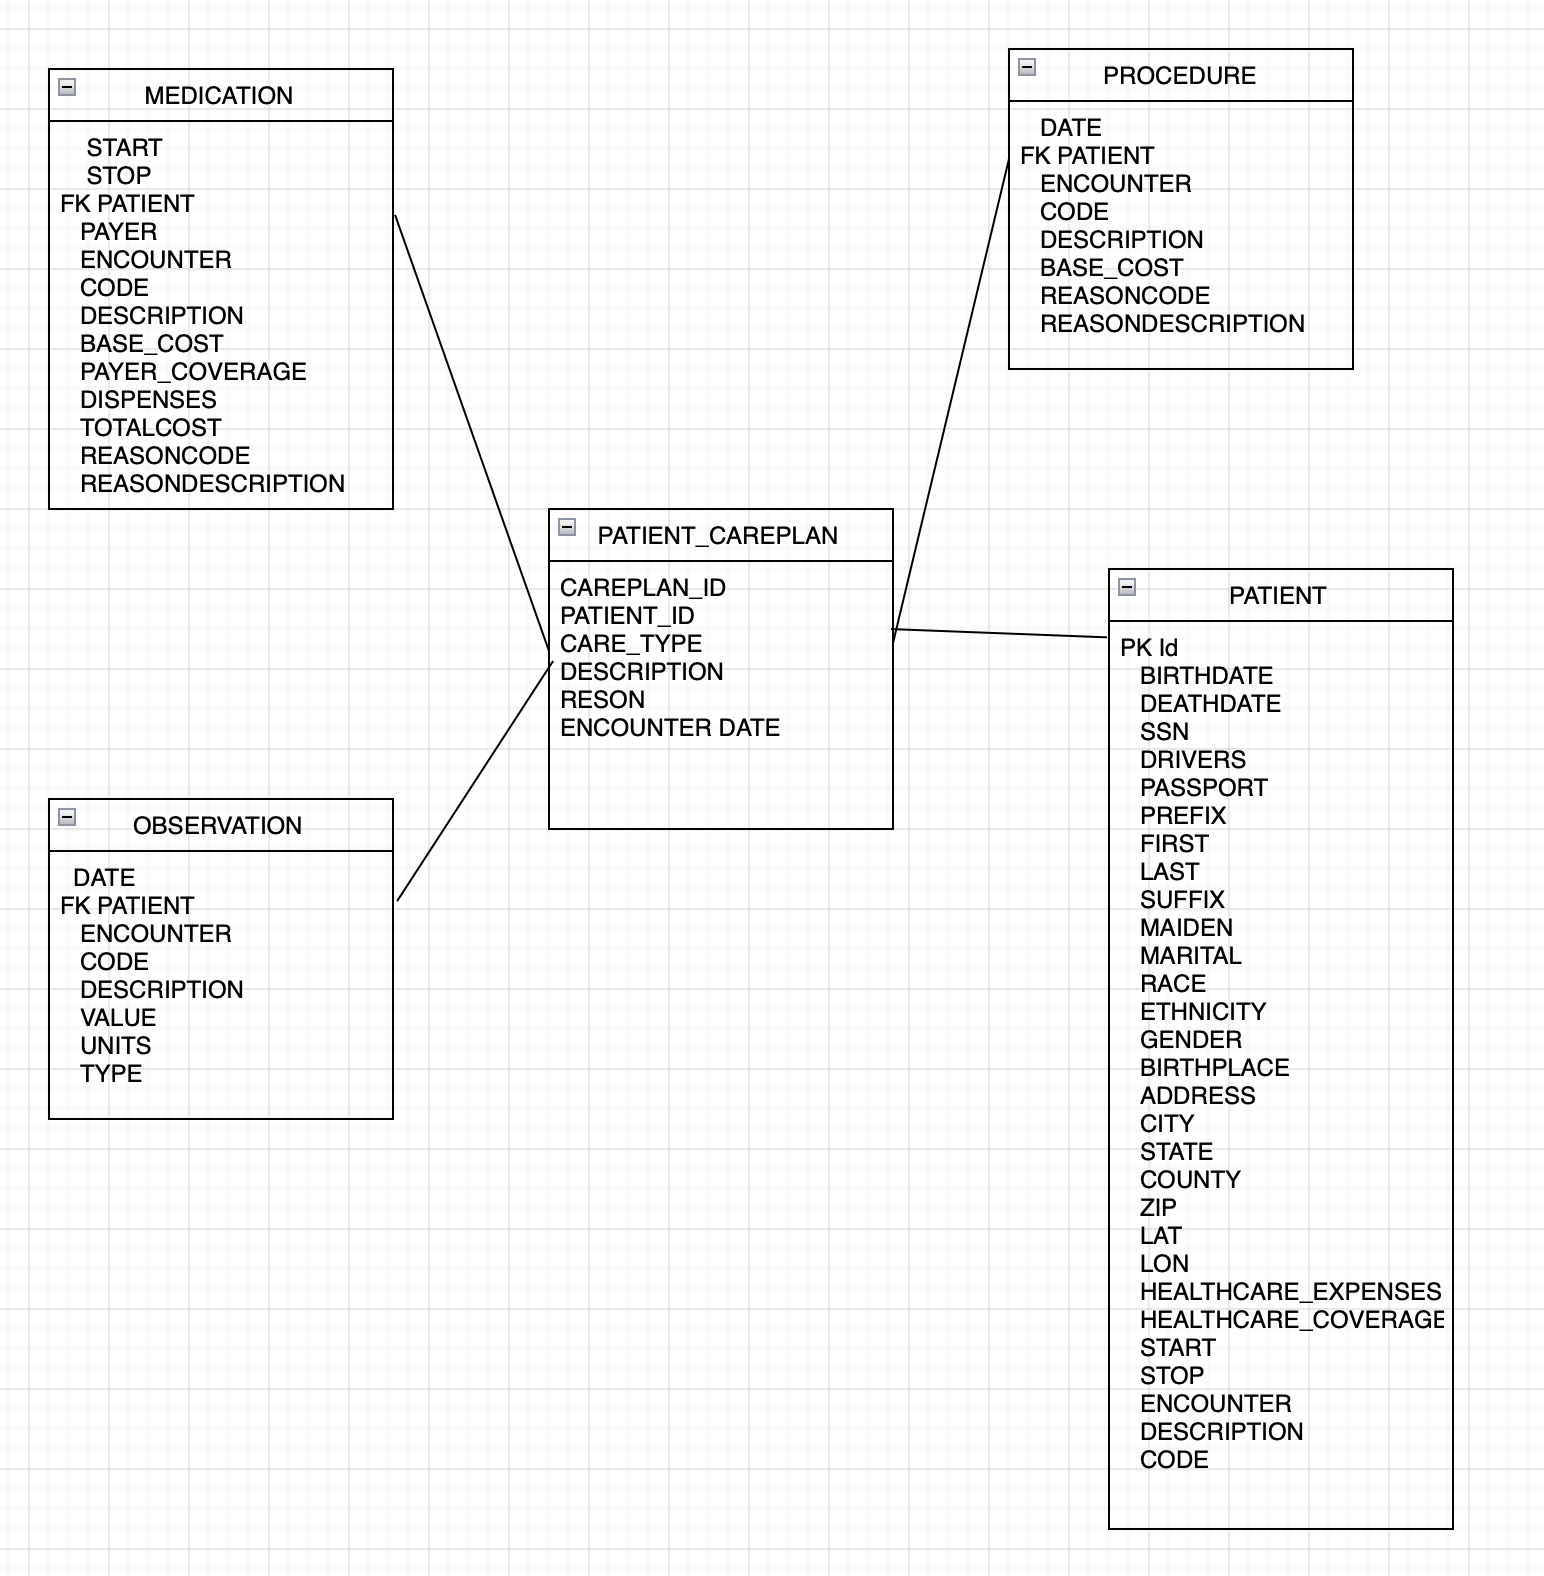 MEDICATION
START
STOP
FK PATIENT
PAYER
ENCOUNTER
CODE
DESCRIPTION
BASE_COST
PAYER_COVERAGE
DISPENSES
TOTALCOST
REASONCODE
REASONDESCRIPTION
PROCEDURE
DATE
FK PATIENT
ENCOUNTER
CODE
DESCRIPTION
BASE_COST
REASONCODE
REASONDESCRIPTION
PATIENT_CAREPLAN
CAREPLAN_ID
PATIENT_ID
CARE_TYPE
DESCRIPTION
RESON
ENCOUNTER DATE
PATIENT
PK Id
BIRTHDATE
DEATHDATE
SSN
DRIVERS
PASSPORT
PREFIX
FIRST
LAST
SUFFIX
MAIDEN
MARITAL
RACE
ETHNICITY
GENDER
BIRTHPLACE
ADDRESS
CITY
STATE
COUNTY
ZIP
LAT
LON
HEALTHCARE_EXPENSES
HEALTHCARE_COVERAGE
START
STOP
ENCOUNTER
DESCRIPTION
CODE
OBSERVATION
DATE
FK PATIENT
ENCOUNTER
CODE
DESCRIPTION
VALUE
UNITS
TYPE